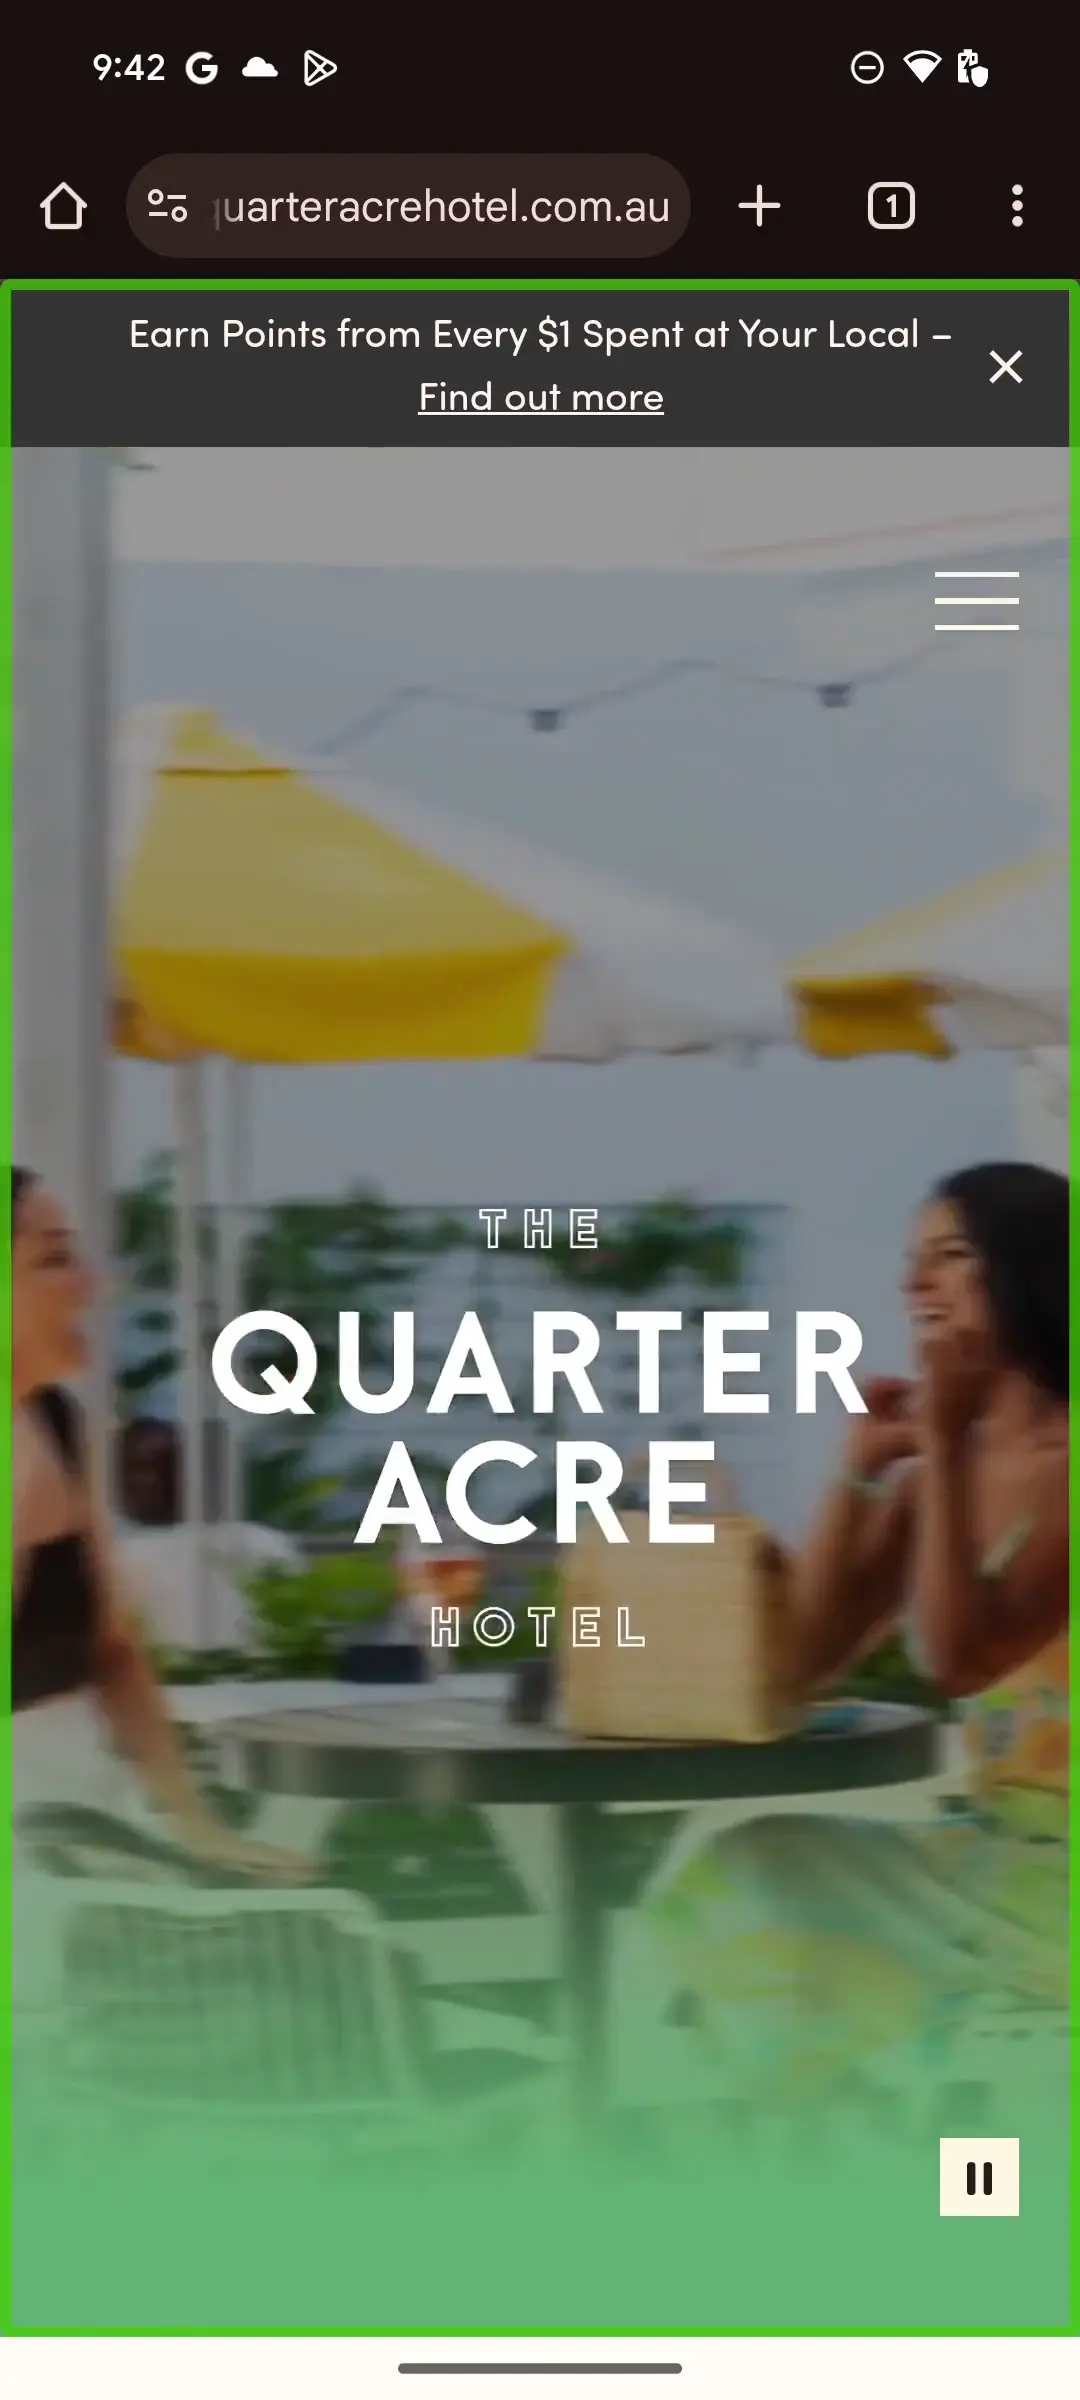 9:42
uarteracrehotel.com.au
1
Earn Points from Every $1 Spent at Your Local –
Find out more
THE
QUARTER
ACRE
HOTEL